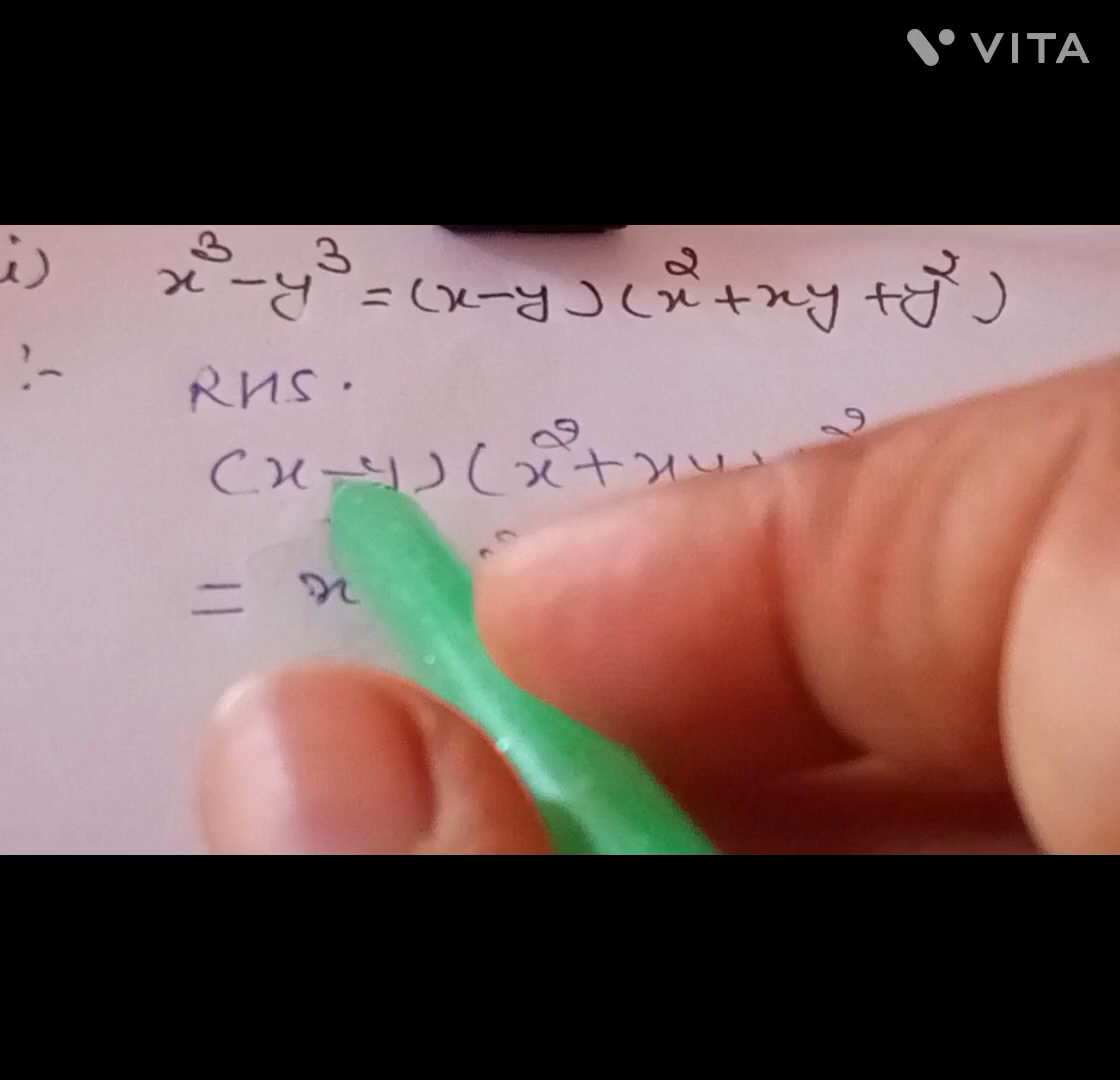 VITA
i) x³-y³=(x-y)(x²+xy+y²)
:-
RHS.
(x-y)(x²+xy+
= x